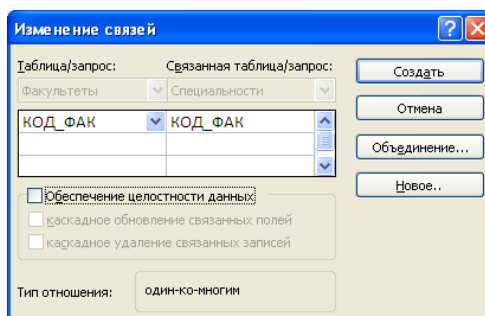 Изменение связей
Таблица/запрос: Связанная таблица/запрос:
Факультеты Специальности
КОД_ФАК КОД_ФАК
Обеспечение целостности данных
каскадное обновление связанных полей
каскадное удаление связанных записей
Тип отношения: один-ко-многим
Создать
Отмена
Объединение...
Новое..